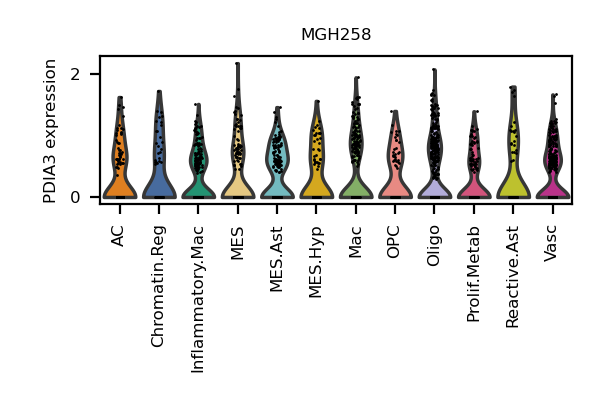 MGH258
PDIA3 expression
2
0
AC
Chromatin.Reg
Inflammatory.Mac
MES
MES.Ast
MES.Hyp
Mac
OPC
Oligo
Prolif.Metab
Reactive.Ast
Vasc